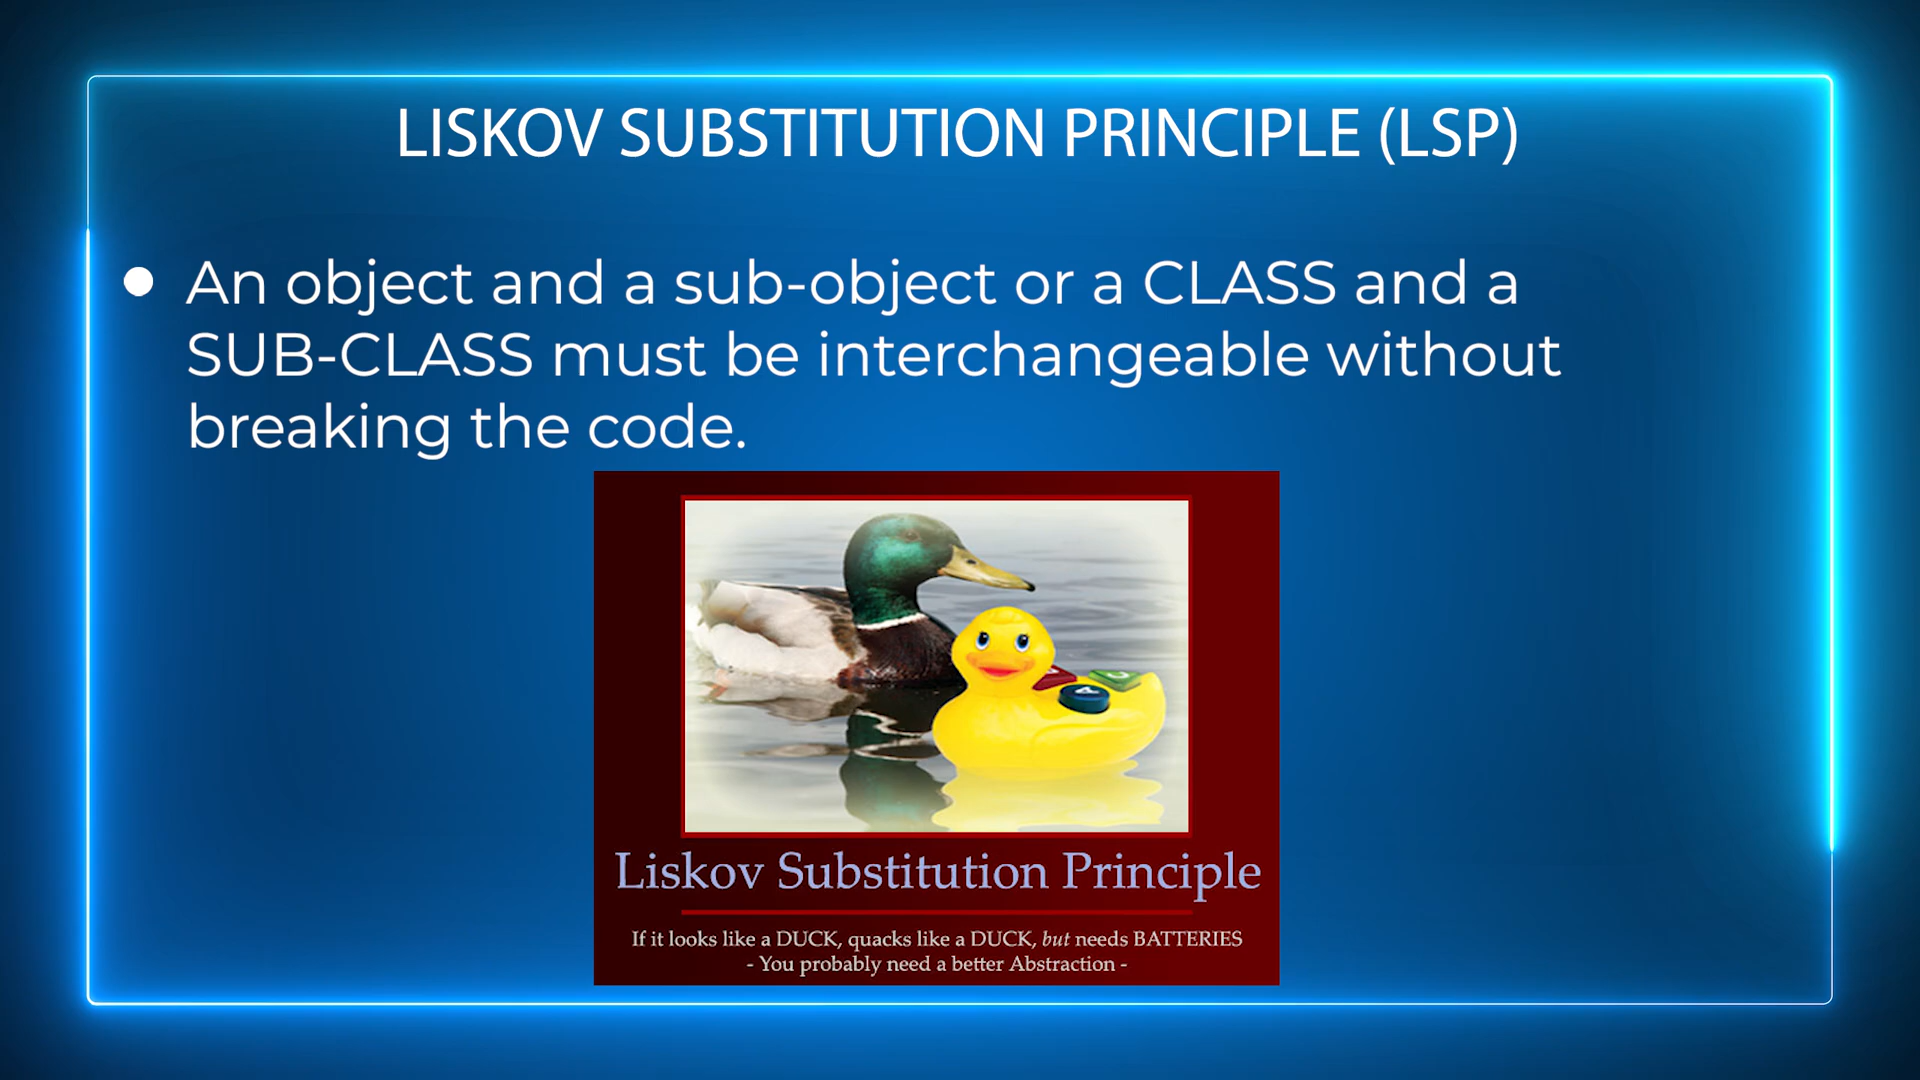 LISKOV SUBSTITUTION PRINCIPLE (LSP)
An object and a sub-object or a CLASS and a
SUB-CLASS must be interchangeable without
breaking the code.
A
Liskov Substitution Principle
If it looks like a DUCK, quacks like a DUCK, but needs BATTERIES
- You probably need a better Abstraction -